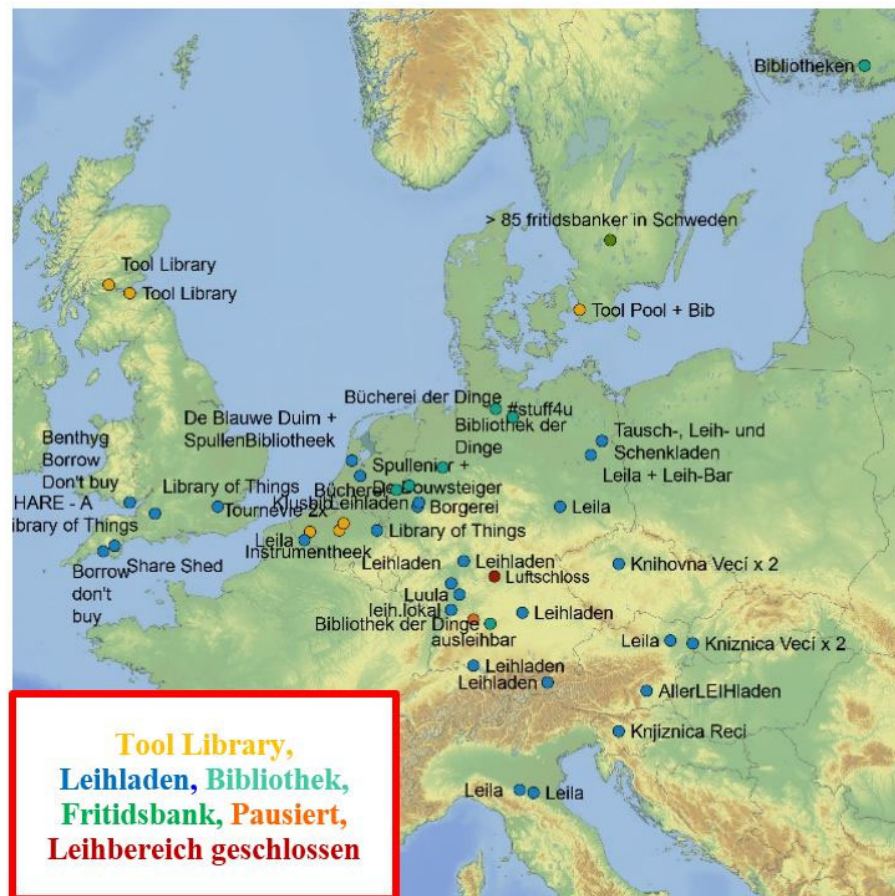 Bibliotheken
> 85 fritidsbanker in Schweden
Tool Library
Tool Library
Tool Pool + Bib
Bücherei der Dinge
#stuff4u
De Blauwe Duim +
SpullenBibliotheek
Bibliothek der
Dinge
Tausch-, Leih- und
Schenkladen
Benthyg
Borrow
Don't buy
Spullenier +
De Bouwsteiger
Leila + Leih-Bar
Library of Things
Bücherei
HARE - A
Library of Things
Tournevie 2x
Klusbib
Leihladen
Borgerei
Leila
Leila
Instrumentheek
Library of Things
Share Shed
Borrow
don't
buy
Leihladen
Leihladen
Luftschloss
Knihovna Vecí x 2
Luula
leih.lokal
Leihladen
Bibliothek der Dinge
ausleihbar
Leila
Kniznica Vecí x 2
Leihladen
Leihladen
AllerLEIHladen
Knjiznica Reci
Leila
Leila
Tool Library,
Leihladen, Bibliothek,
Fritidsbank, Pausiert,
Leihbereich geschlossen